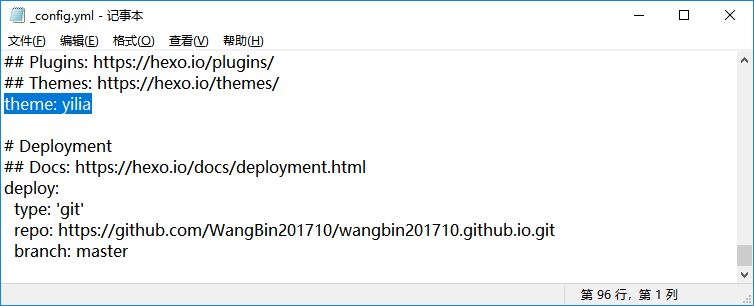 _config.yml - 记事本
文件(F) 编辑(E) 格式(O) 查看(V) 帮助(H)
## Plugins: https://hexo.io/plugins/
## Themes: https://hexo.io/themes/
theme: yilia
# Deployment
## Docs: https://hexo.io/docs/deployment.html
deploy:
  type: 'git'
  repo: https://github.com/WangBin201710/wangbin201710.github.io.git
  branch: master
第 96 行，第 1 列